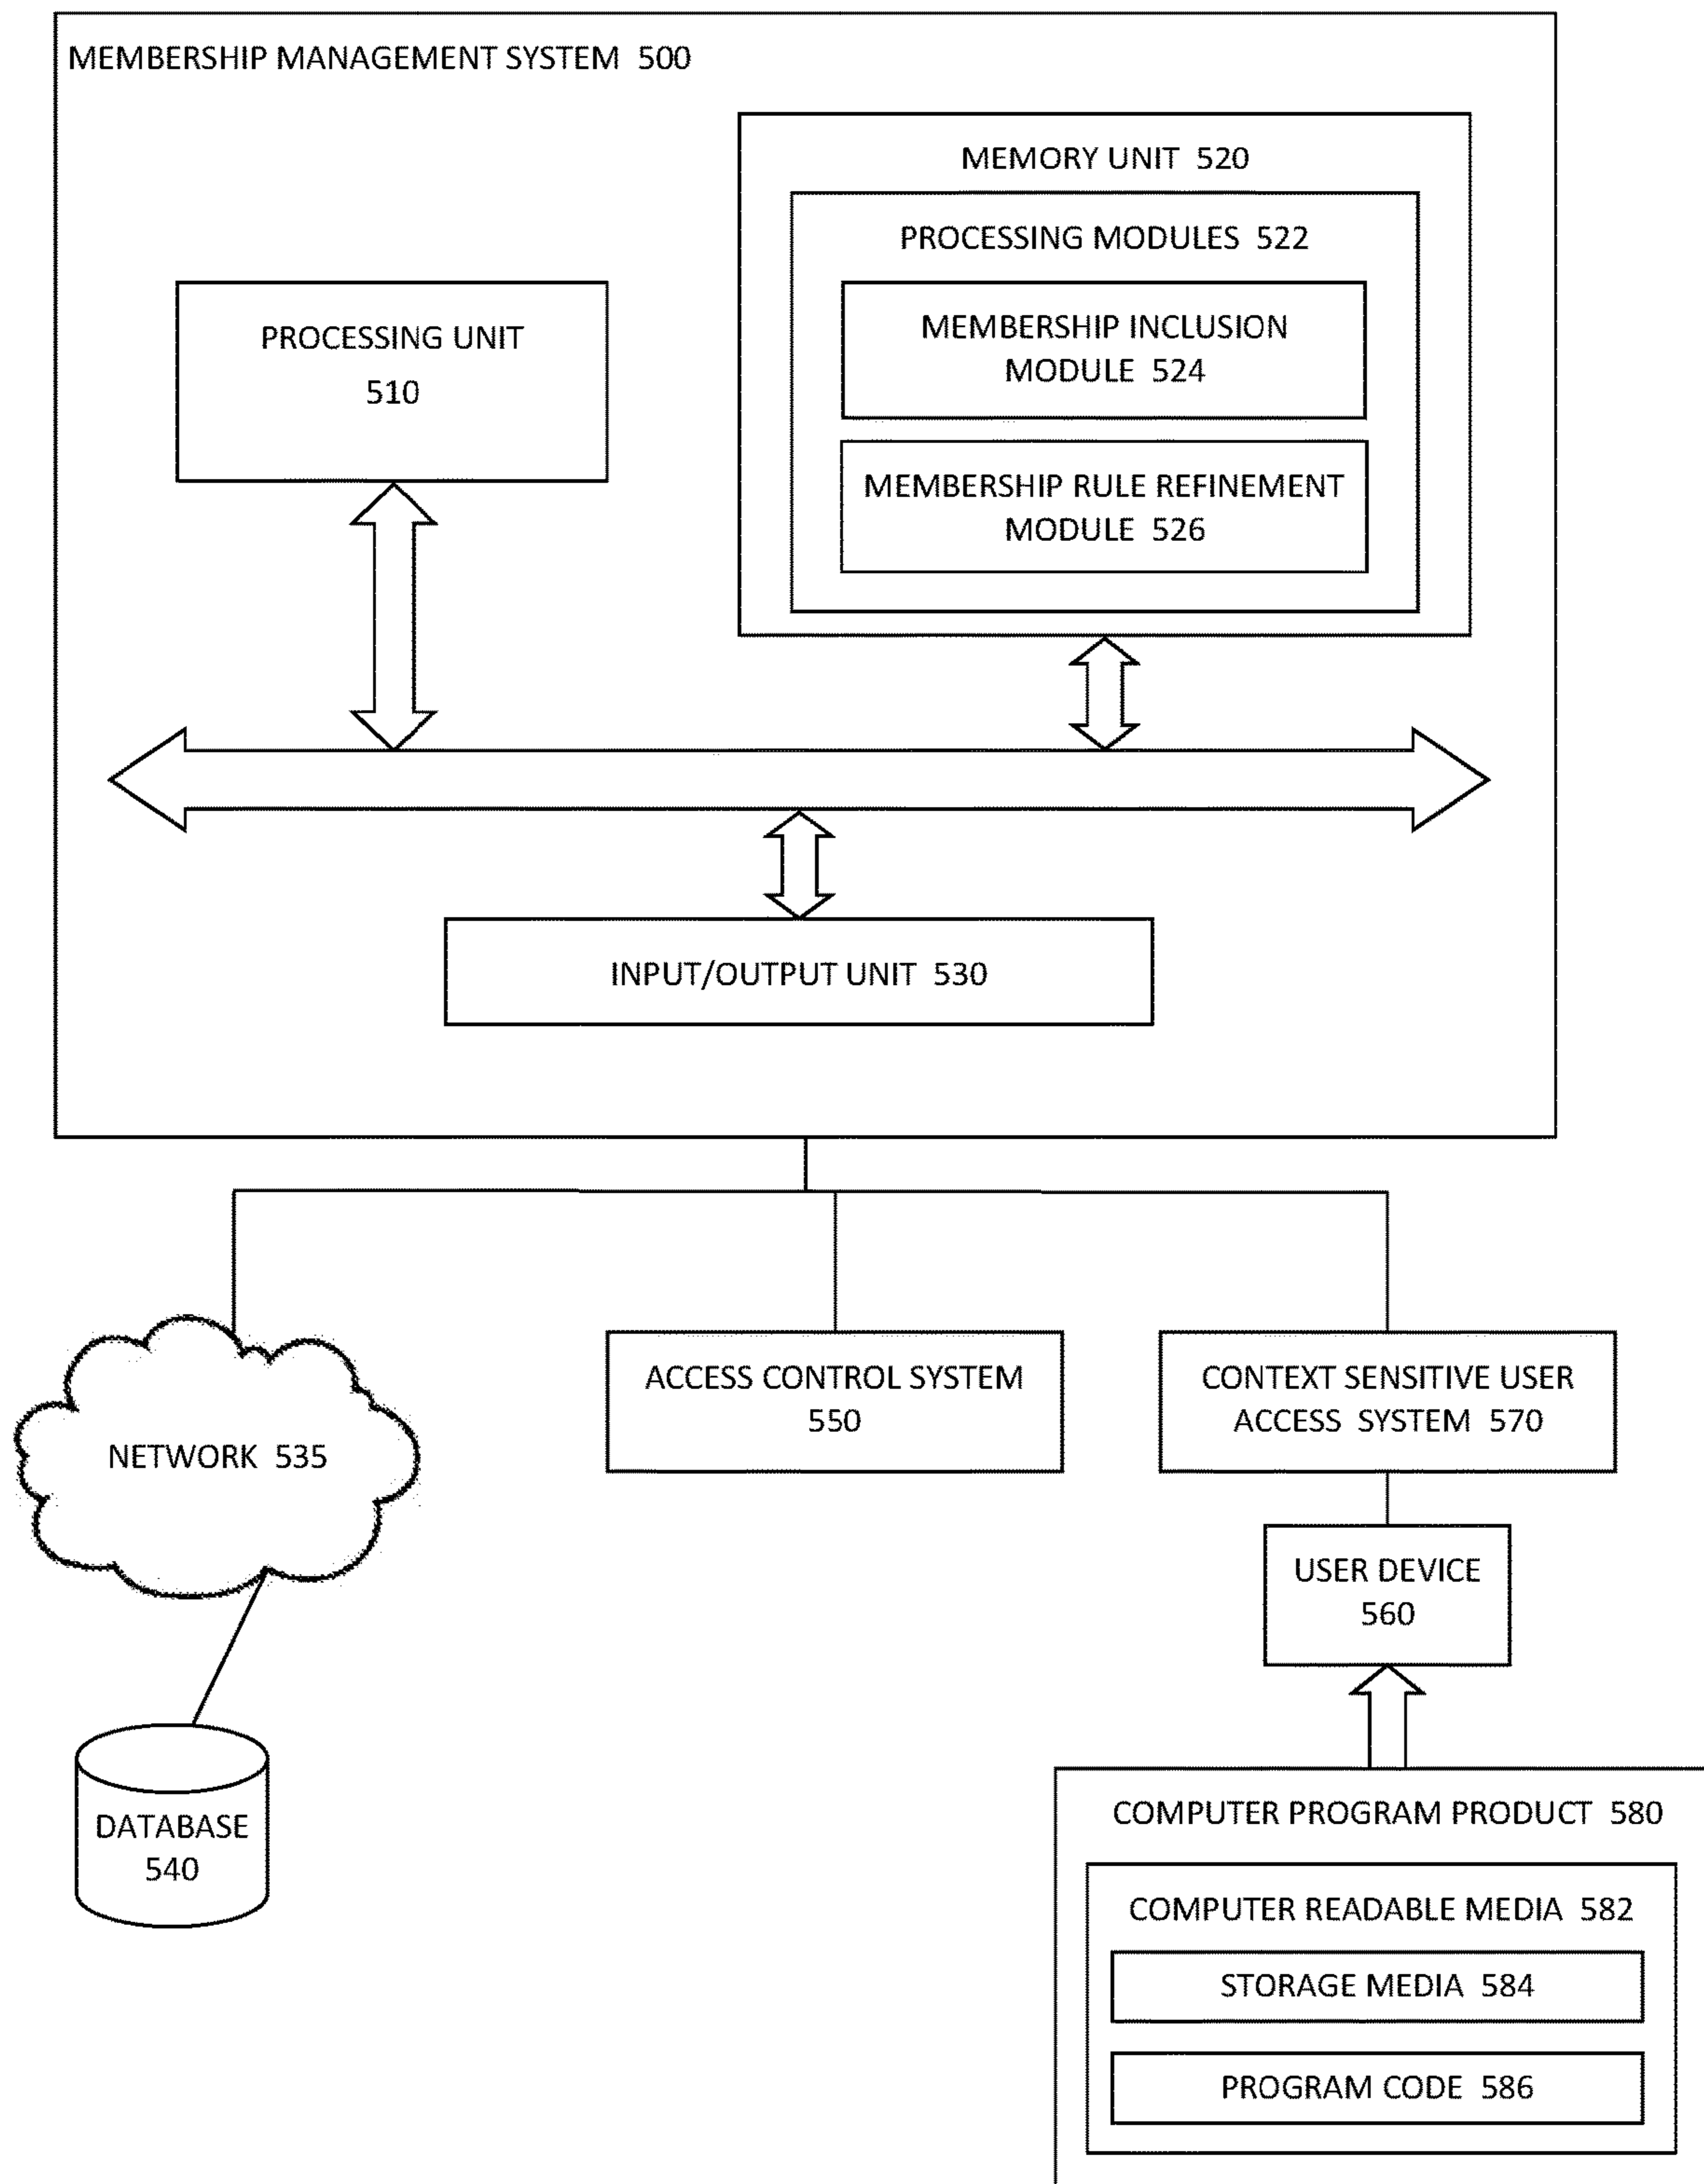 MEMBERSHIP MANAGEMENT SYSTEM 500
MEMORY UNIT 520
PROCESSING MODULES 522
MEMBERSHIP INCLUSION
MODULE 524
MEMBERSHIP RULE REFINEMENT
MODULE 526
PROCESSING UNIT
510
INPUT/OUTPUT UNIT 530
NETWORK 535
DATABASE
540
ACCESS CONTROL SYSTEM
550
CONTEXT SENSITIVE USER
ACCESS SYSTEM 570
USER DEVICE
560
COMPUTER PROGRAM PRODUCT 580
COMPUTER READABLE MEDIA 582
STORAGE MEDIA 584
PROGRAM CODE 586